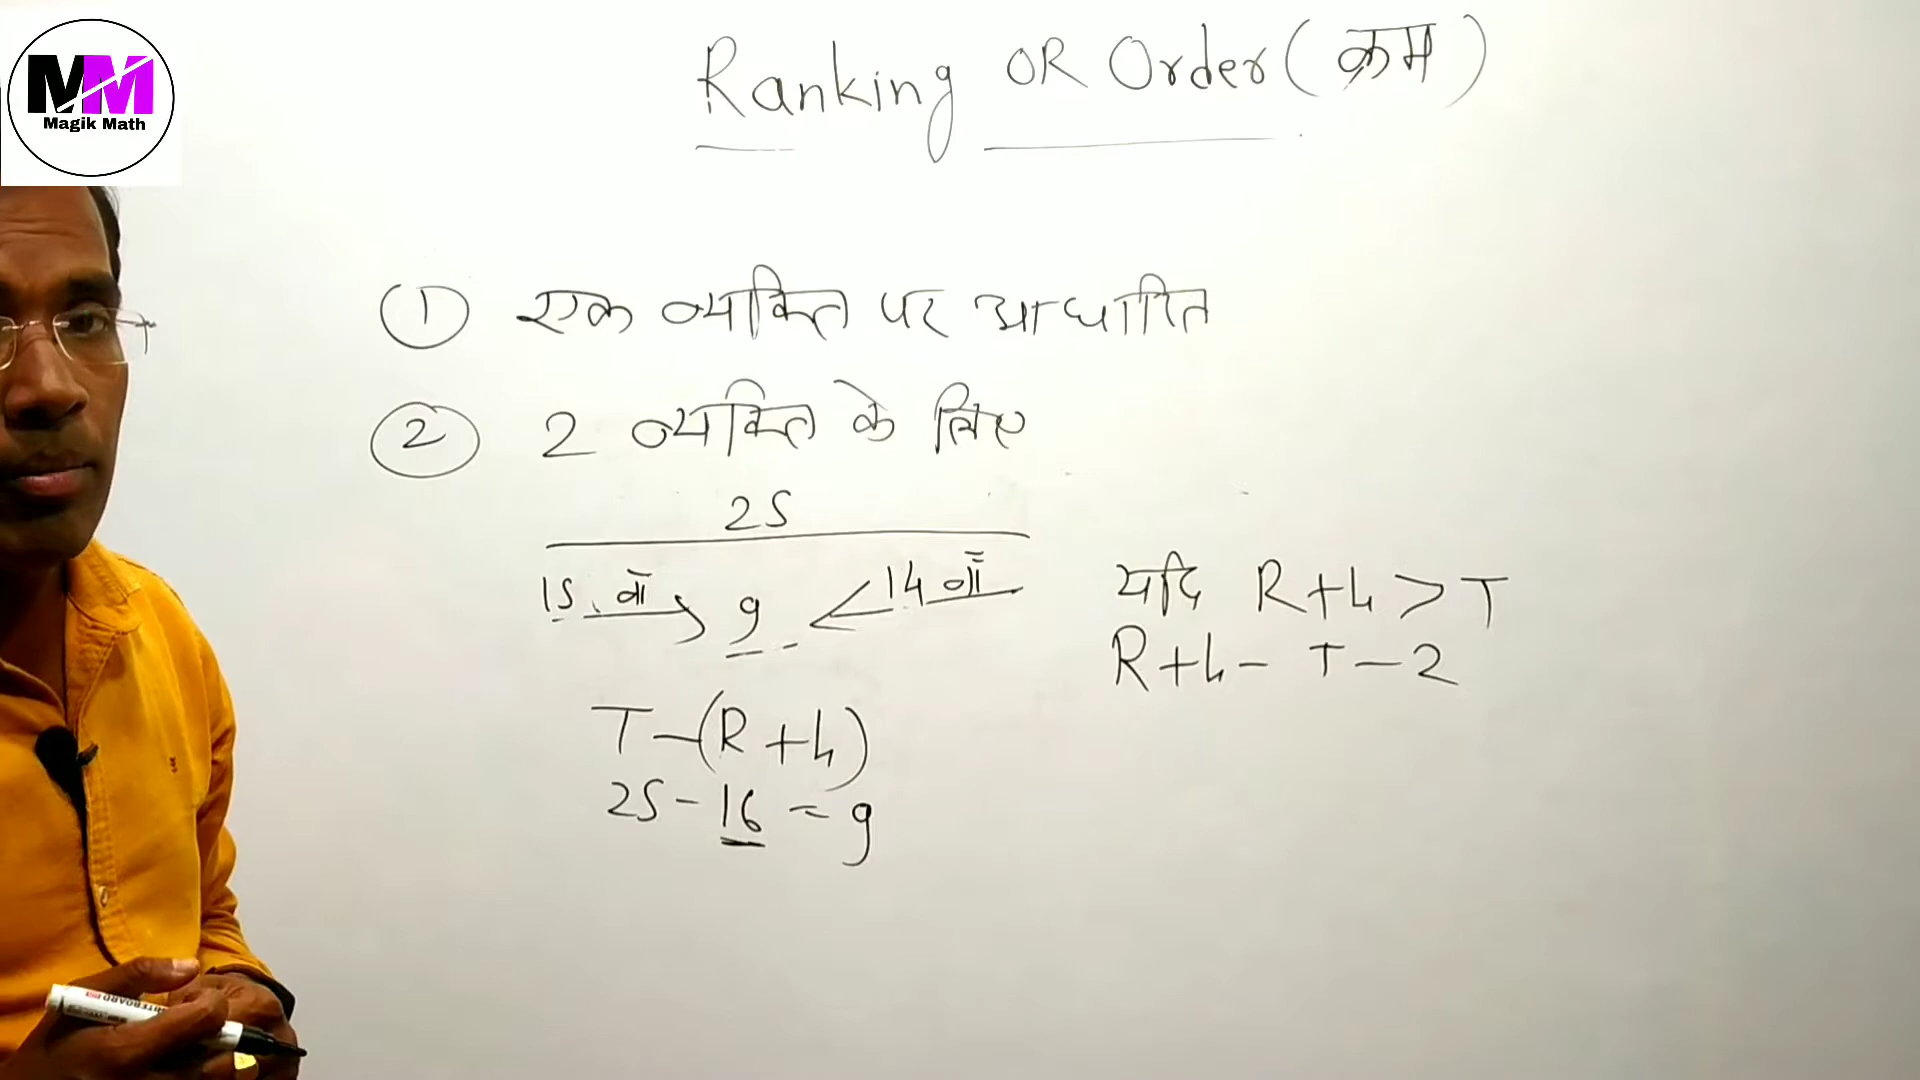 MM
Magik Math
Ranking OR Order (क्रम)
① एक व्यक्ति पर आधारित
② 2 व्यक्ति के लिए
25
15 वाँ 9 14 वाँ
यदि R+L > T
R+L - T - 2
T-(R+L)
25-16 = 9